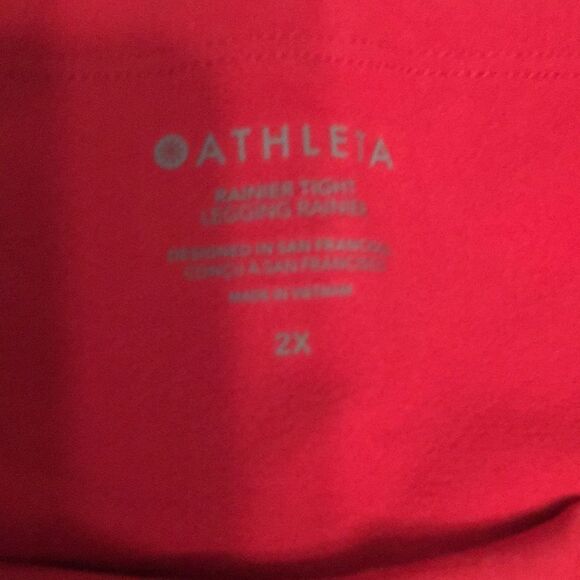 ATHLETA
RAINIER TIGHT
LEGGING RAINIER
DESIGNED IN SAN FRANCISCO
CONÇU A SAN FRANCISCO
MADE IN VIETNAM
2X